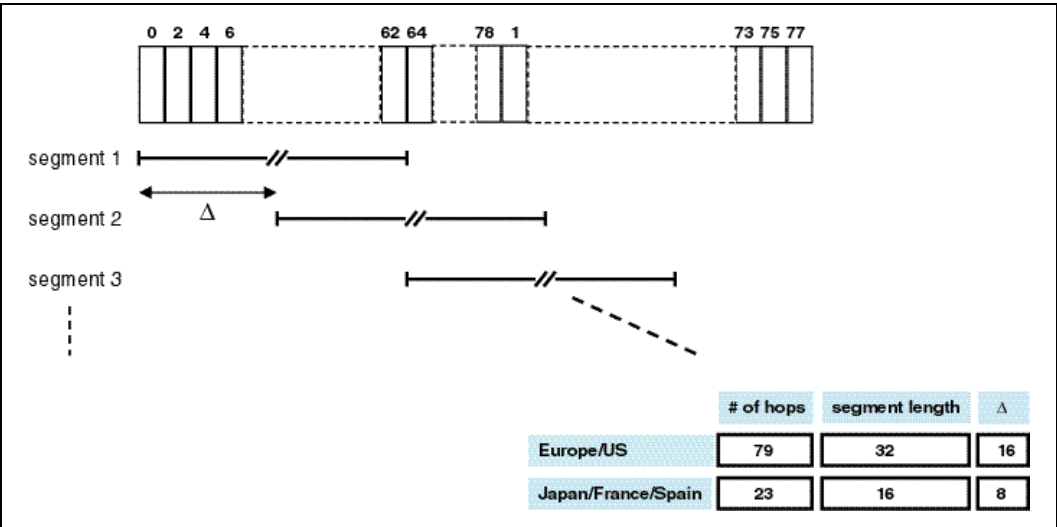 0 2 4 6 62 64 78 1 73 75 77
segment 1
Δ
segment 2
segment 3
# of hops segment length Δ
Europe/US 79 32 16
Japan/France/Spain 23 16 8